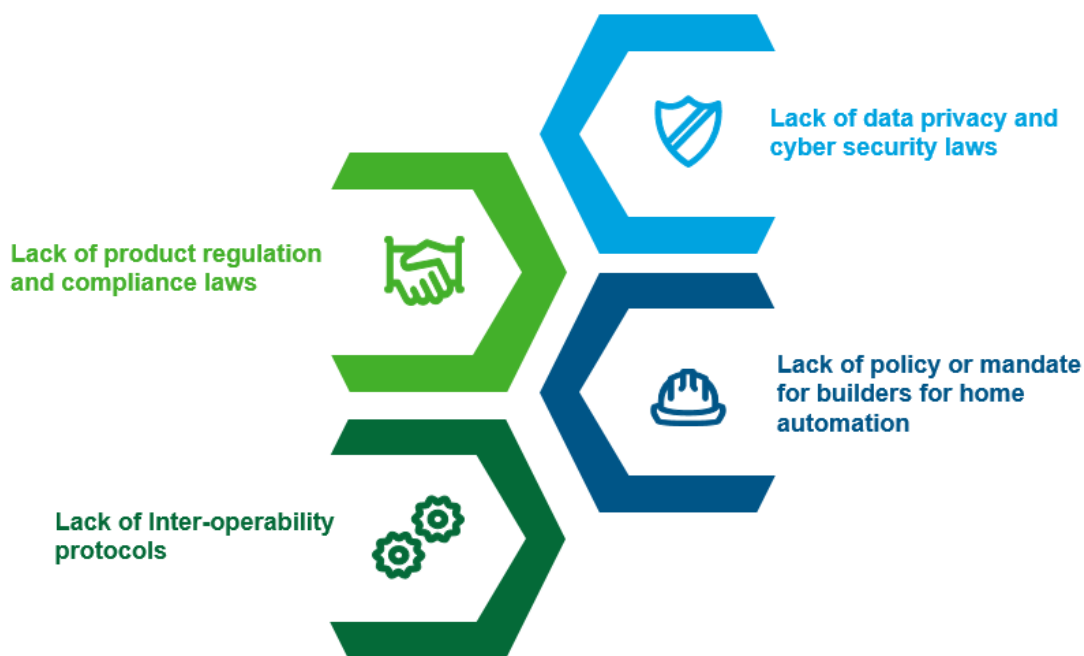 Lack of data privacy and
cyber security laws
Lack of product regulation
and compliance laws
Lack of policy or mandate
for builders for home
automation
Lack of Inter-operability
protocols